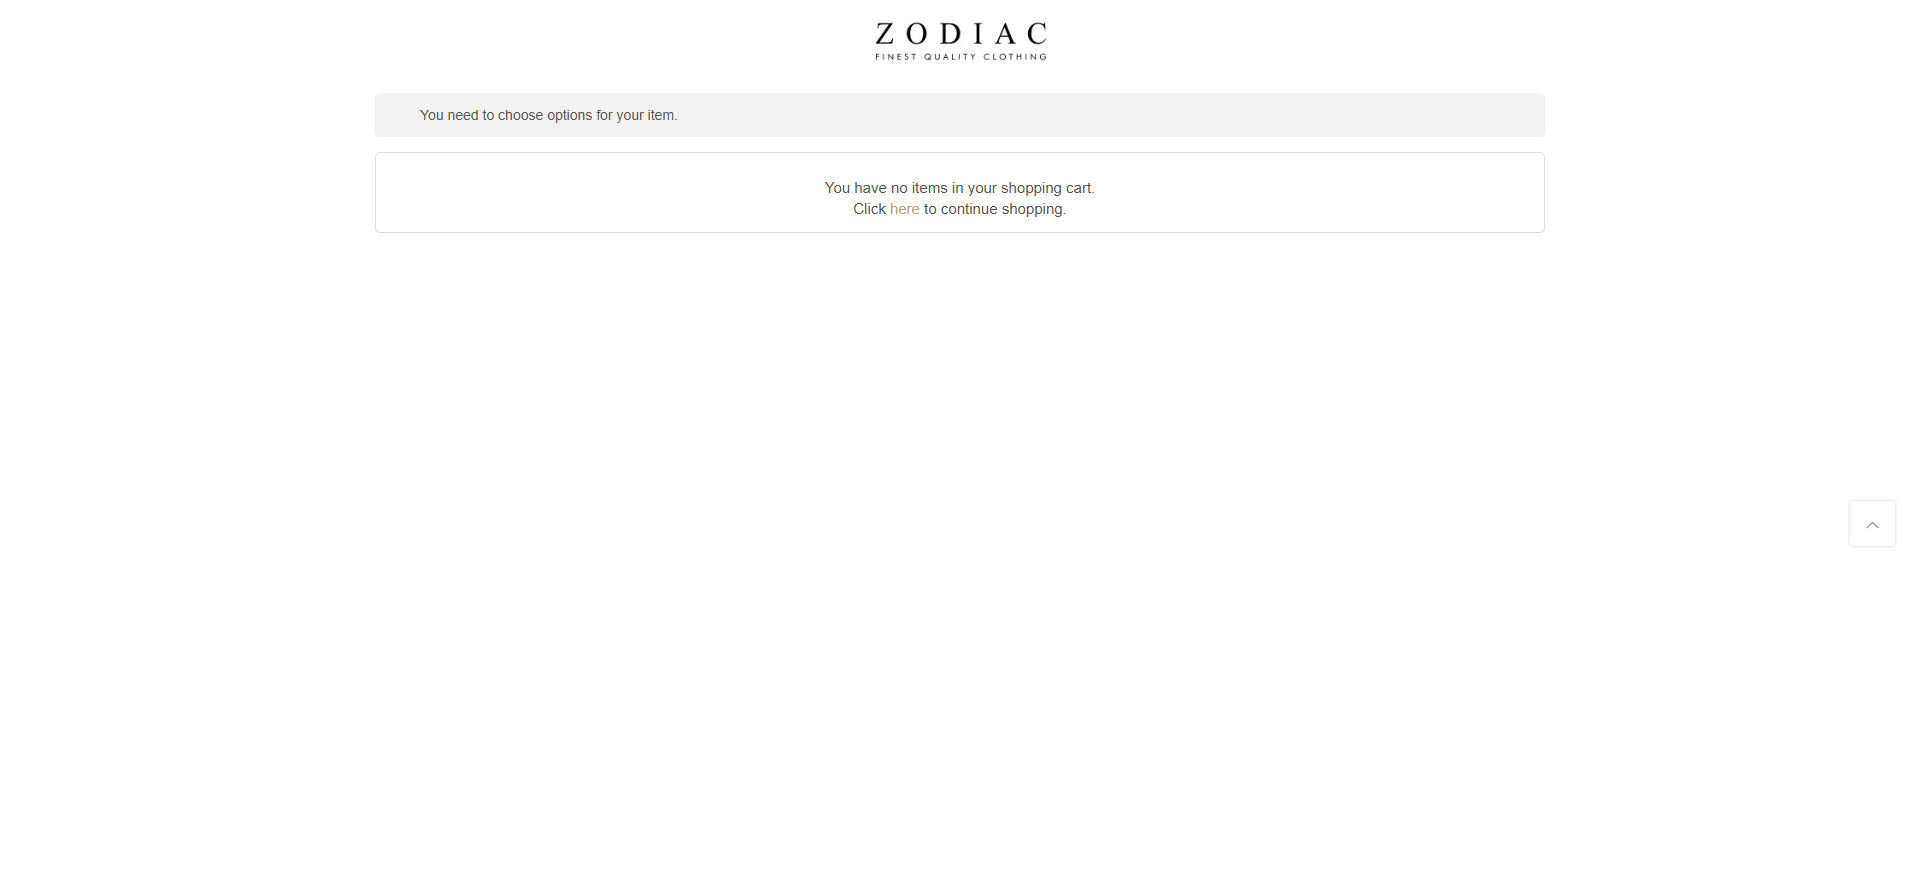 ZODIAC
FINEST QUALITY CLOTHING
You need to choose options for your item.
You have no items in your shopping cart.
Click here to continue shopping.